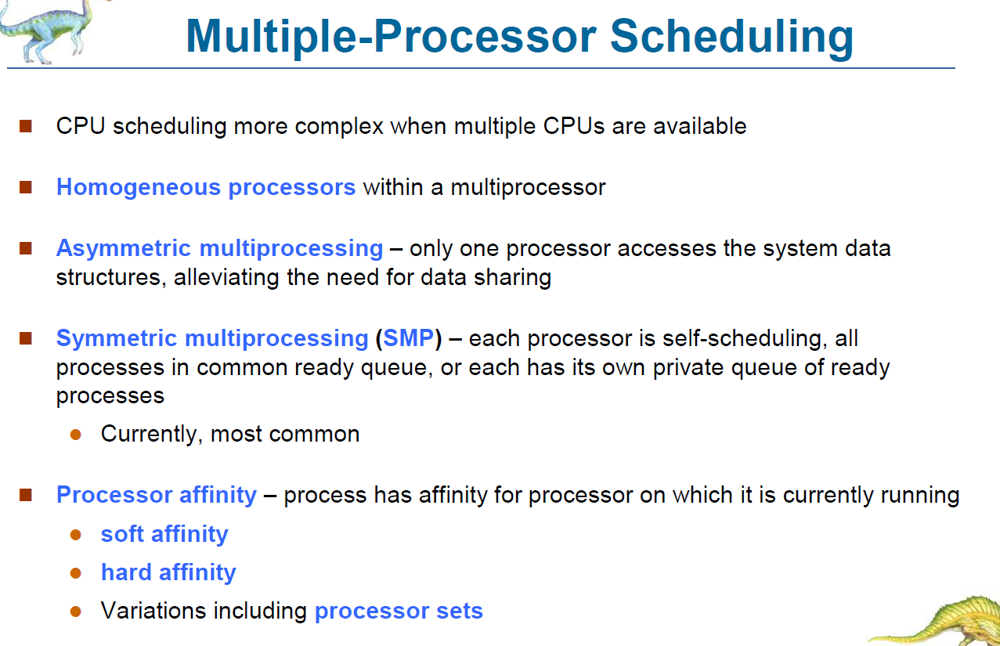 Multiple-Processor Scheduling
CPU scheduling more complex when multiple CPUs are available
Homogeneous processors within a multiprocessor
Asymmetric multiprocessing – only one processor accesses the system data
structures, alleviating the need for data sharing
Symmetric multiprocessing (SMP) – each processor is self-scheduling, all
processes in common ready queue, or each has its own private queue of ready
processes
Currently, most common
Processor affinity – process has affinity for processor on which it is currently running
soft affinity
hard affinity
Variations including processor sets